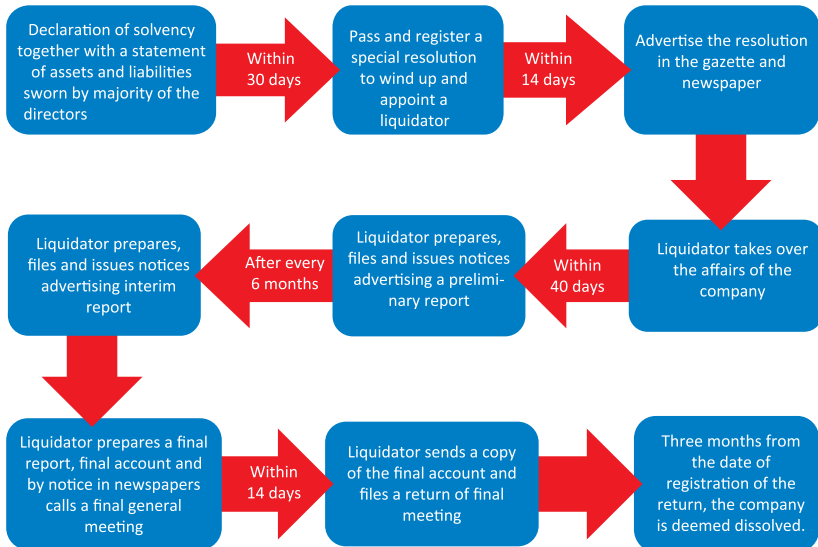 Declaration of solvency
together with a statement
of assets and liabilities
sworn by majority of the
directors
Within
30 days
Pass and register a
special resolution
to wind up and
appoint a
liquidator
Within
14 days
Advertise the resolution
in the gazette and
newspaper
Liquidator takes over
the affairs of the
company
Within
40 days
Liquidator prepares,
files and issues notices
advertising a prelimi-
nary report
After every
6 months
Liquidator prepares,
files and issues notices
advertising interim
report
Liquidator prepares a final
report, final account and
by notice in newspapers
calls a final general
meeting
Within
14 days
Liquidator sends a copy
of the final account and
files a return of final
meeting
Three months from
the date of
registration of the
return, the company
is deemed dissolved.